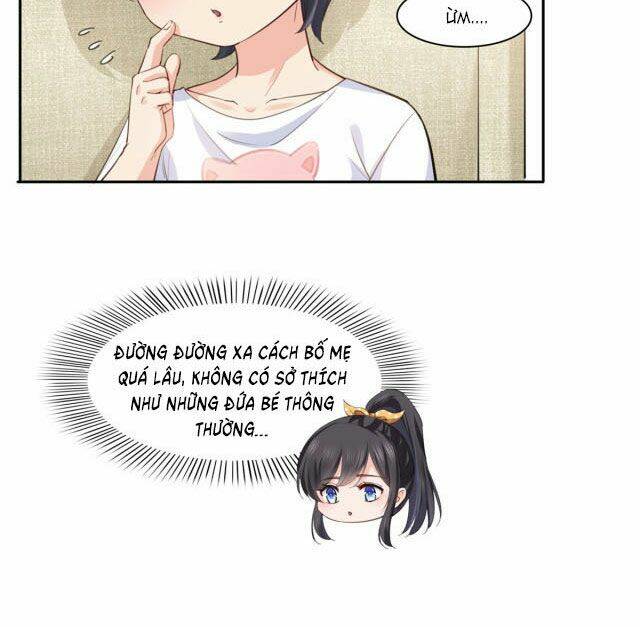 ỪM....
ĐƯỜNG ĐƯỜNG XA CÁCH BỐ MẸ
QUÁ LÂU, KHÔNG CÓ SỞ THÍCH
NHƯ NHỮNG ĐỨA BÉ THÔNG
THƯỜNG...